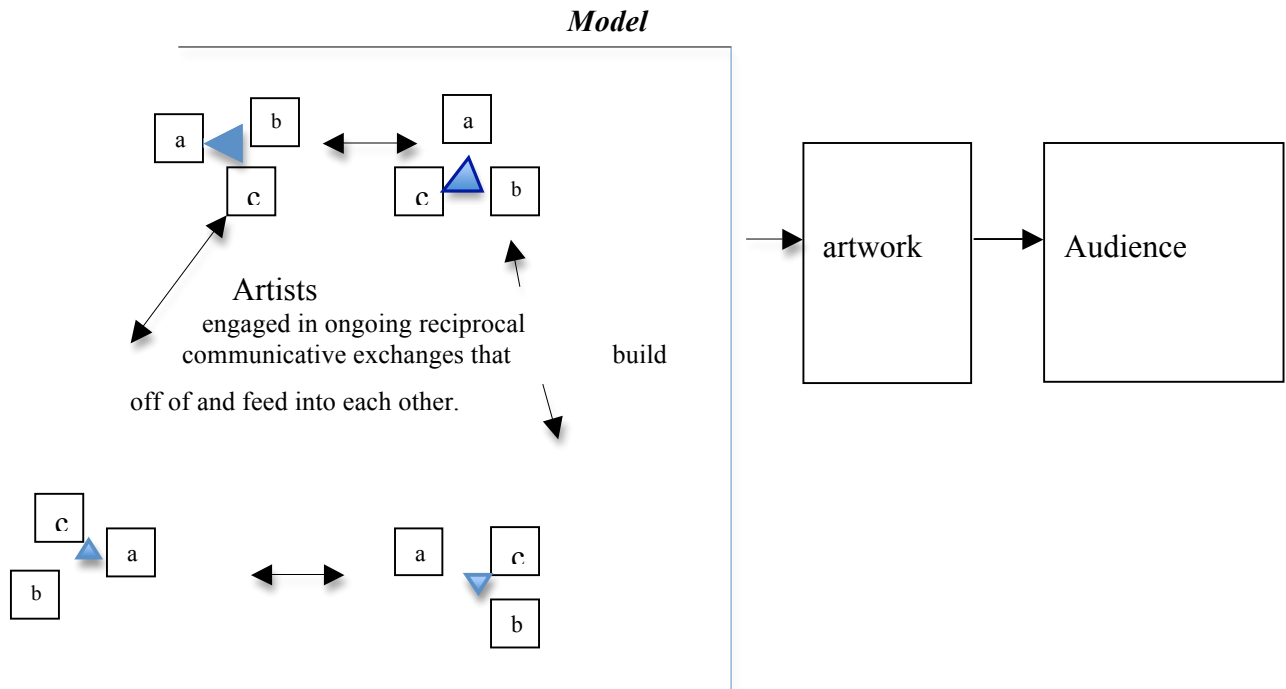 Model
a
b
c
a
c
b
artwork
Audience
Artists
engaged in ongoing reciprocal
communicative exchanges that build
off of and feed into each other.
c
a
b
a
c
b